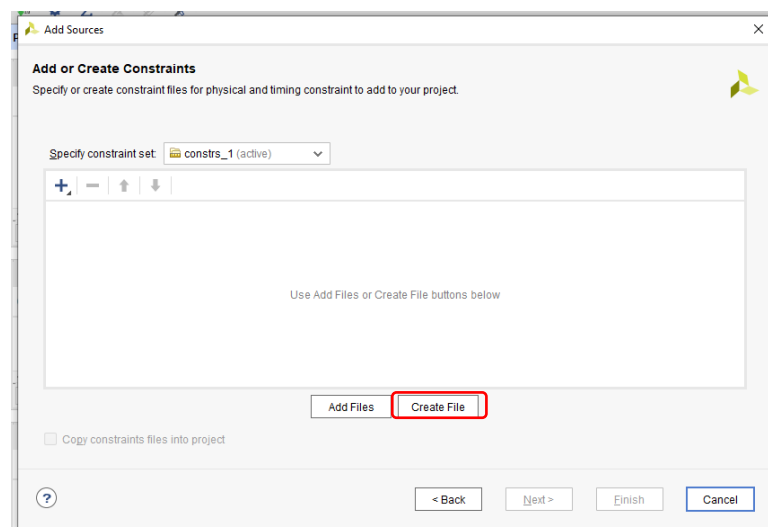 Add Sources
Add or Create Constraints
Specify or create constraint files for physical and timing constraint to add to your project.
Specify constraint set: constrs_1 (active)
Use Add Files or Create File buttons below
Add Files Create File
Copy constraints files into project
? < Back Next > Finish Cancel